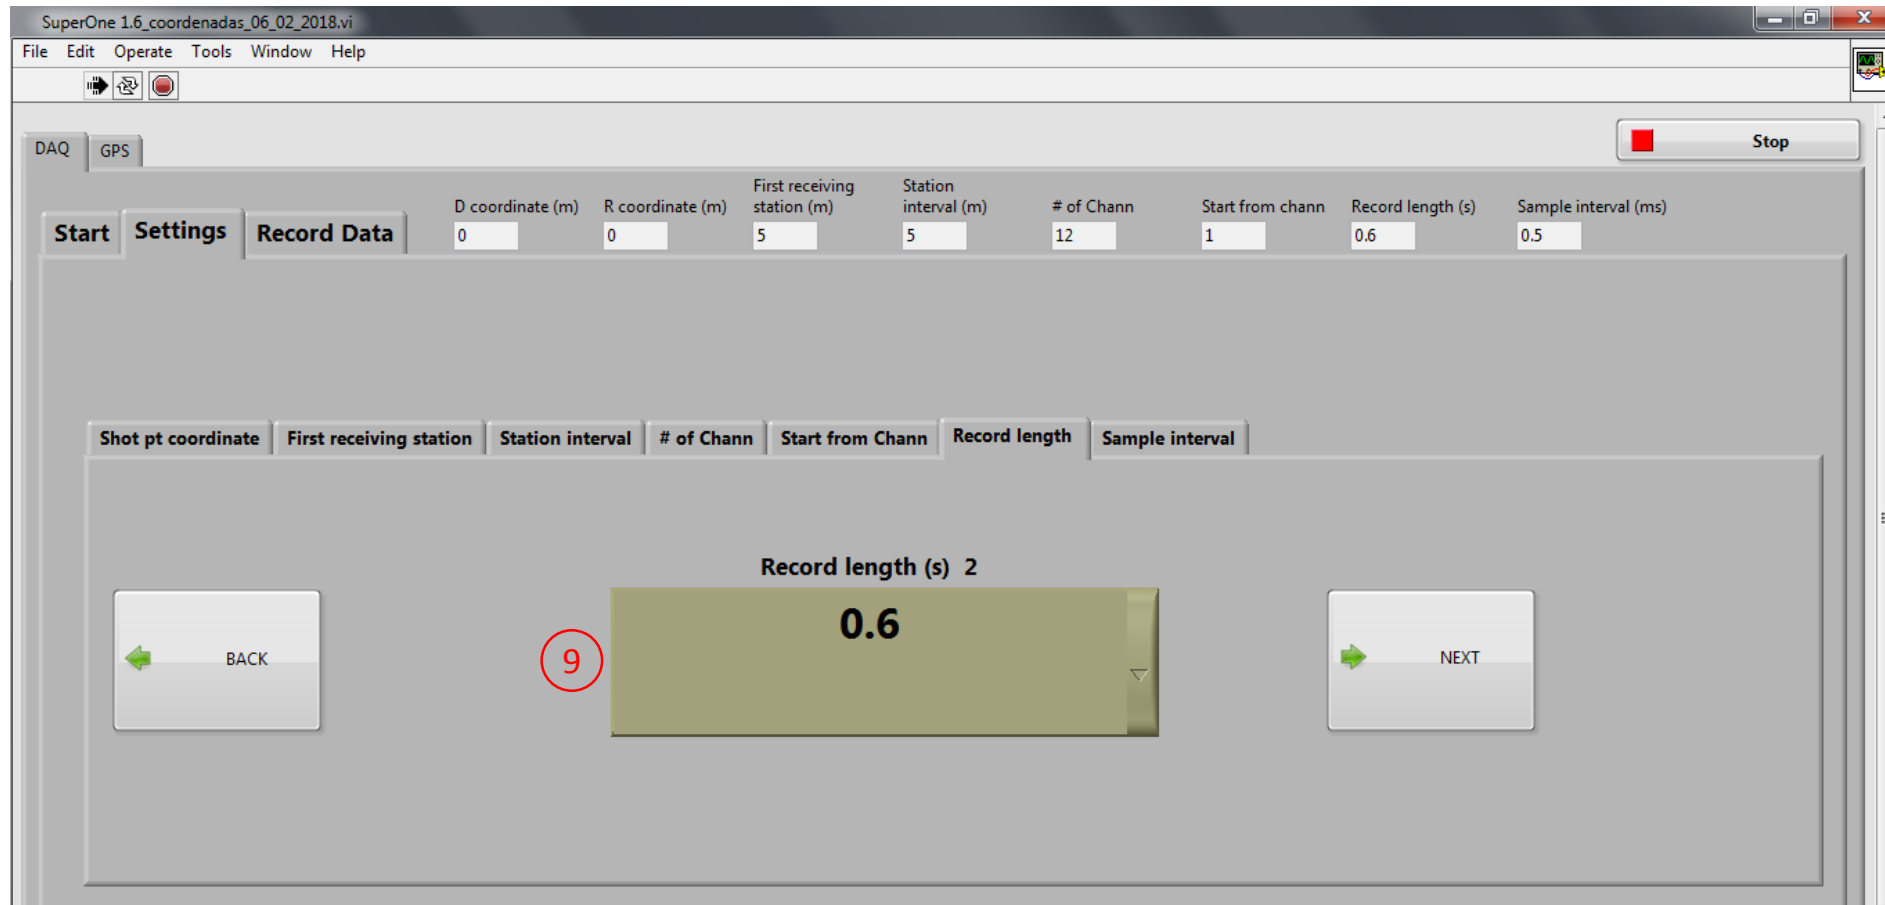 SuperOne 1.6_coordenadas_06_02_2018.vi
File Edit Operate Tools Window Help
DAQ GPS
Stop
Start Settings Record Data
D coordinate (m)
0
R coordinate (m)
0
First receiving
station (m)
5
Station
interval (m)
5
# of Chann
12
Start from chann
1
Record length (s)
0.6
Sample interval (ms)
0.5
Shot pt coordinate First receiving station Station interval # of Chann Start from Chann Record length Sample interval
Record length (s) 2
BACK
9
0.6
NEXT